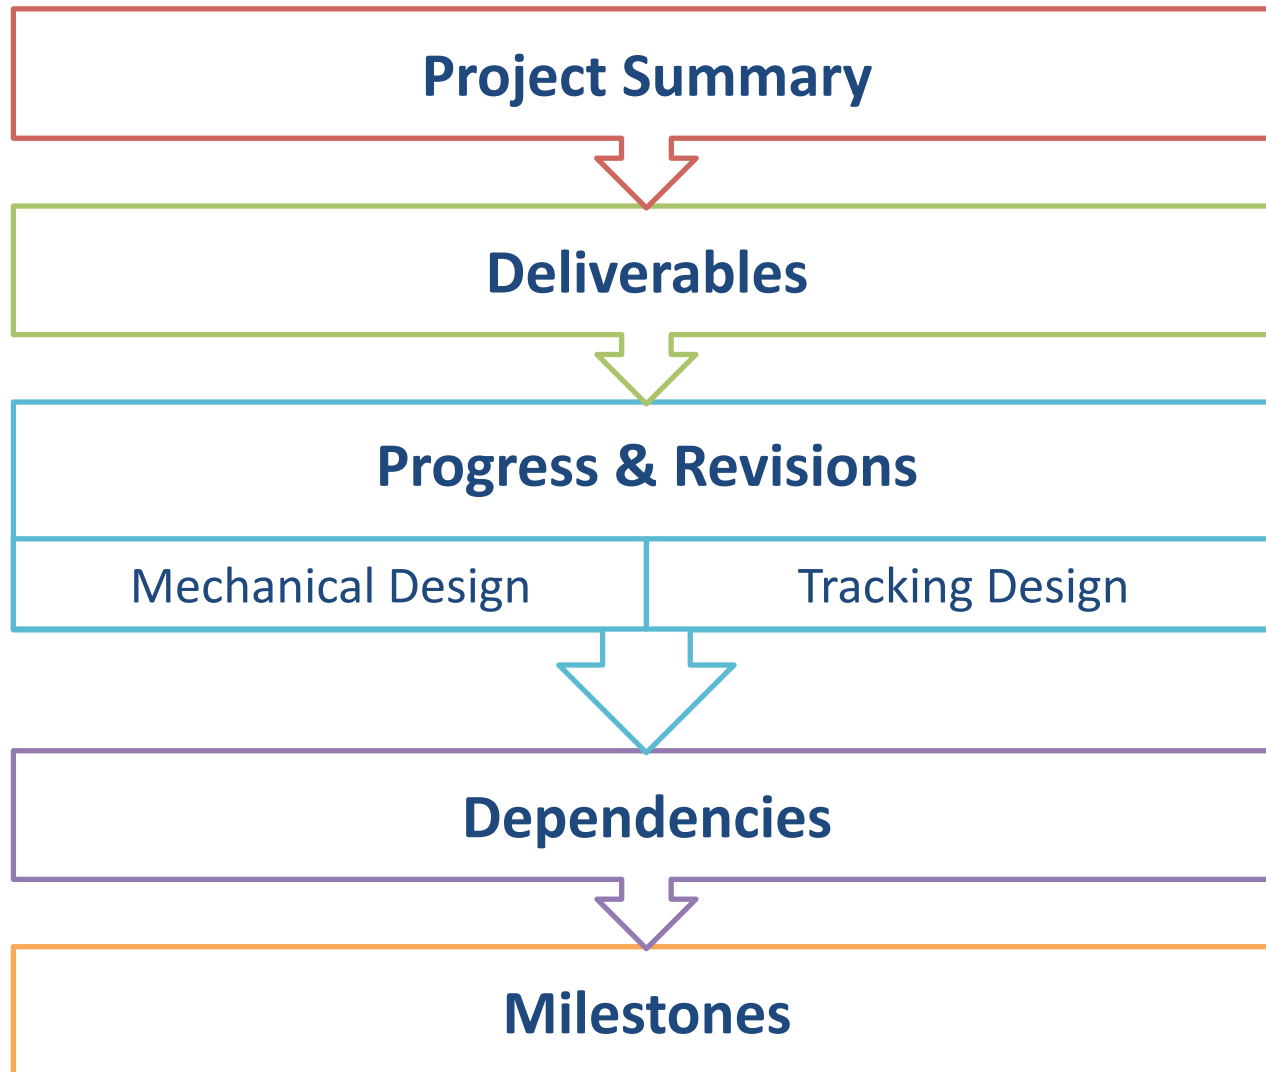 Project Summary
Deliverables
Progress & Revisions
Mechanical Design
Tracking Design
Dependencies
Milestones